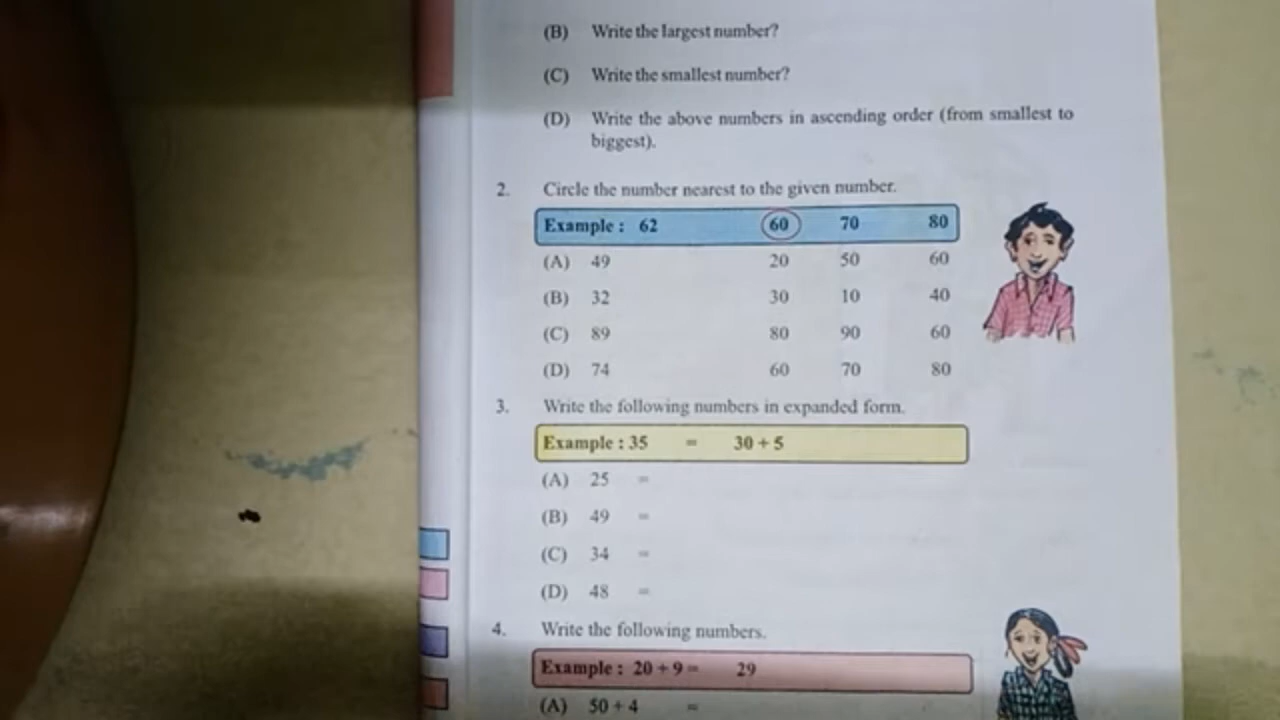 (B) Write the largest number?
(C) Write the smallest number?
(D) Write the above numbers in ascending order (from smallest to
biggest).
2. Circle the number nearest to the given number.
Example : 62 60 70 80
(A) 49 20 50 60
(B) 32 30 10 40
(C) 89 80 90 60
(D) 74 60 70 80
3. Write the following numbers in expanded form.
Example : 35 = 30 + 5
(A) 25 =
(B) 49 =
(C) 34 =
(D) 48 =
4. Write the following numbers.
Example : 20 + 9 = 29
(A) 50 + 4 =